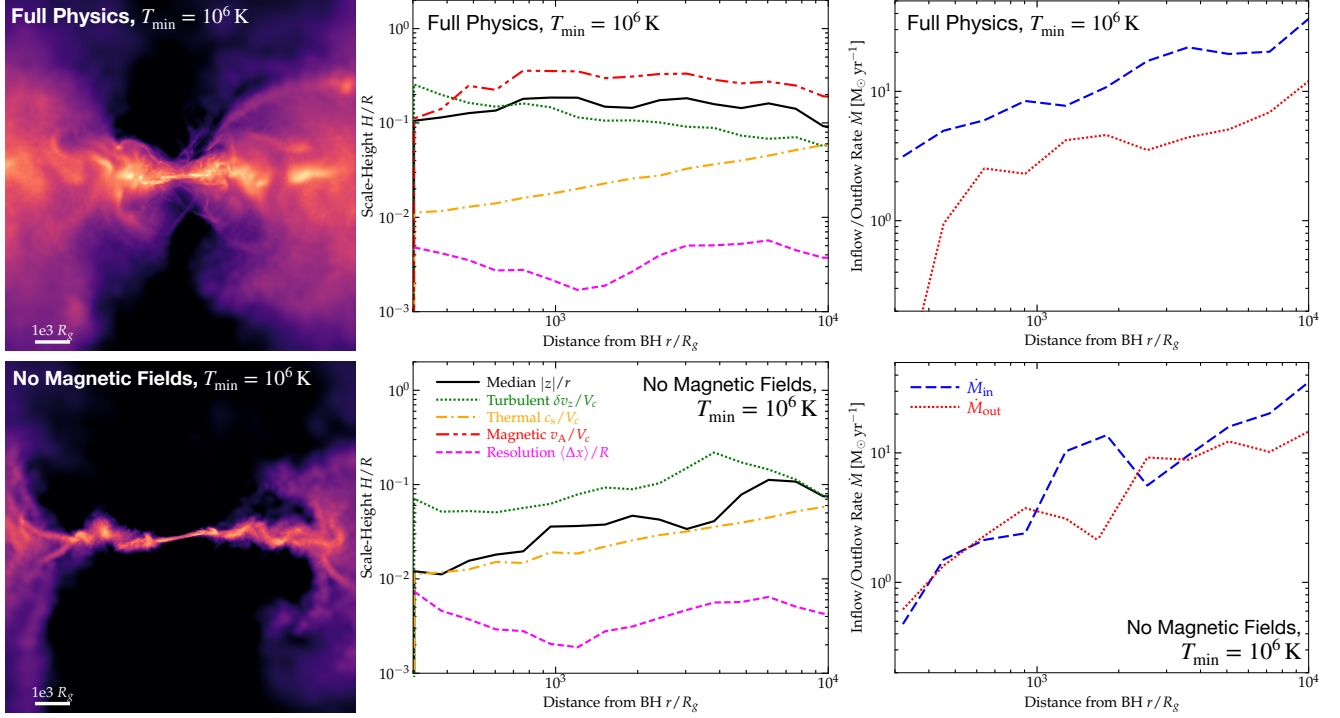 Full Physics, T_min = 10^6 K
1e3 R_g
Full Physics, T_min = 10^6 K
Scale-Height H/R
10^0
10^-1
10^-2
10^-3
10^3
10^4
Distance from BH r/R_g
Full Physics, T_min = 10^6 K
Inflow/Outflow Rate Ṁ [M_⊙ yr^-1]
10^1
10^0
10^3
10^4
Distance from BH r/R_g
No Magnetic Fields, T_min = 10^6 K
1e3 R_g
No Magnetic Fields,
T_min = 10^6 K
Median |z|/r
Turbulent δv_z/V_c
Thermal c_s/V_c
Magnetic v_A/V_c
Resolution ⟨Δx⟩/R
Scale-Height H/R
10^0
10^-1
10^-2
10^-3
10^3
10^4
Distance from BH r/R_g
Ṁ_in
Ṁ_out
Inflow/Outflow Rate Ṁ [M_⊙ yr^-1]
10^1
10^0
No Magnetic Fields,
T_min = 10^6 K
10^3
10^4
Distance from BH r/R_g